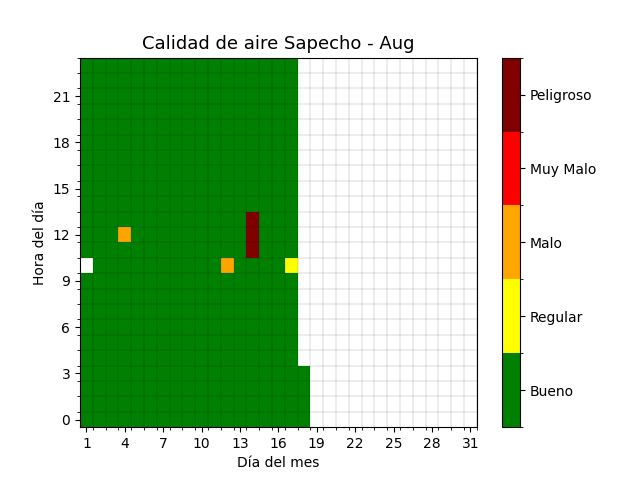 Calidad de aire Sapecho - Aug
Hora del día
21
18
15
12
9
6
3
0
1 4 7 10 13 16 19 22 25 28 31
Día del mes
Peligroso
Muy Malo
Malo
Regular
Bueno